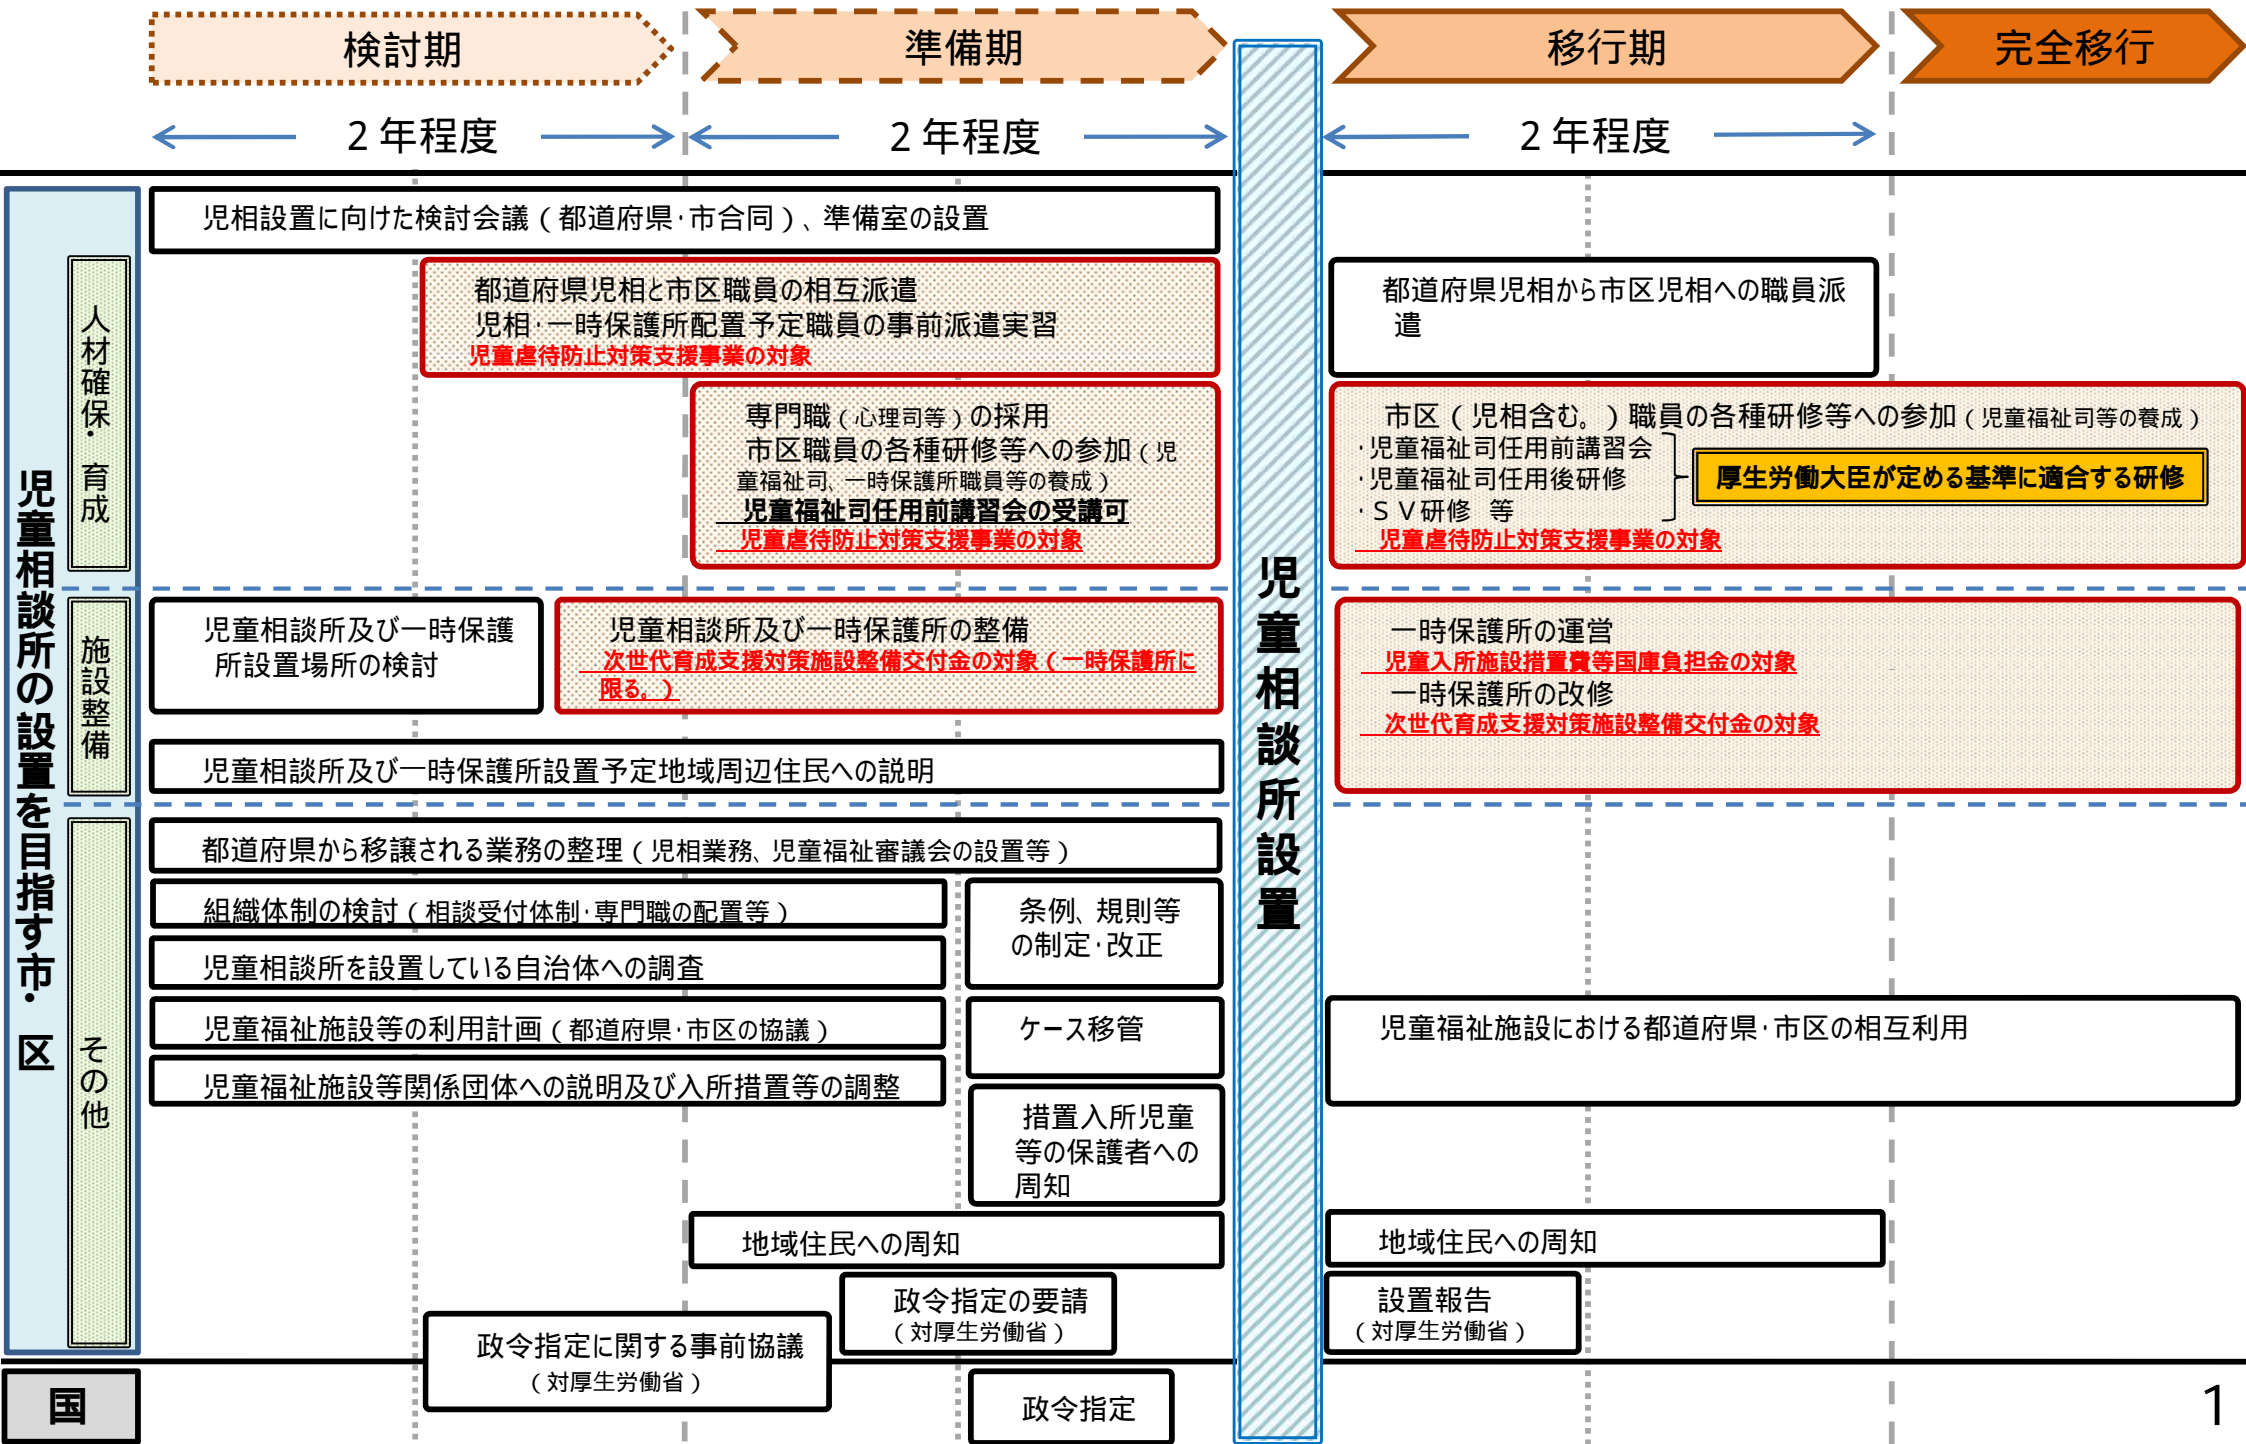 検討期
準備期
移行期
完全移行
2年程度
2年程度
2年程度
児童相談所の設置を目指す市・区
人材確保・育成
児相設置に向けた検討会議(都道府県・市合同)、準備室の設置
都道府県児相と市区職員の相互派遣
児相・一時保護所配置予定職員の事前派遣実習
児童虐待防止対策支援事業の対象
専門職(心理司等)の採用
市区職員の各種研修等への参加(児
童福祉司、一時保護所職員等の養成)
児童福祉司任用前講習会の受講可
児童虐待防止対策支援事業の対象
児童相談所設置
都道府県児相から市区児相への職員派
遣
市区(児相含む。)職員の各種研修等への参加(児童福祉司等の養成)
・児童福祉司任用前講習会
・児童福祉司任用後研修
・SV研修 等
厚生労働大臣が定める基準に適合する研修
児童虐待防止対策支援事業の対象
施設整備
児童相談所及び一時保護
所設置場所の検討
児童相談所及び一時保護所の整備
次世代育成支援対策施設整備交付金の対象(一時保護所に
限る。)
児童相談所及び一時保護所設置予定地域周辺住民への説明
一時保護所の運営
児童入所施設措置費等国庫負担金の対象
一時保護所の改修
次世代育成支援対策施設整備交付金の対象
その他
都道府県から移譲される業務の整理(児相業務、児童福祉審議会の設置等)
組織体制の検討(相談受付体制・専門職の配置等)
児童相談所を設置している自治体への調査
児童福祉施設等の利用計画(都道府県・市区の協議)
児童福祉施設等関係団体への説明及び入所措置等の調整
条例、規則等
の制定・改正
ケース移管
措置入所児童
等の保護者への
周知
児童福祉施設における都道府県・市区の相互利用
地域住民への周知
地域住民への周知
政令指定の要請
(対厚生労働省)
設置報告
(対厚生労働省)
政令指定に関する事前協議
(対厚生労働省)
国
政令指定
1